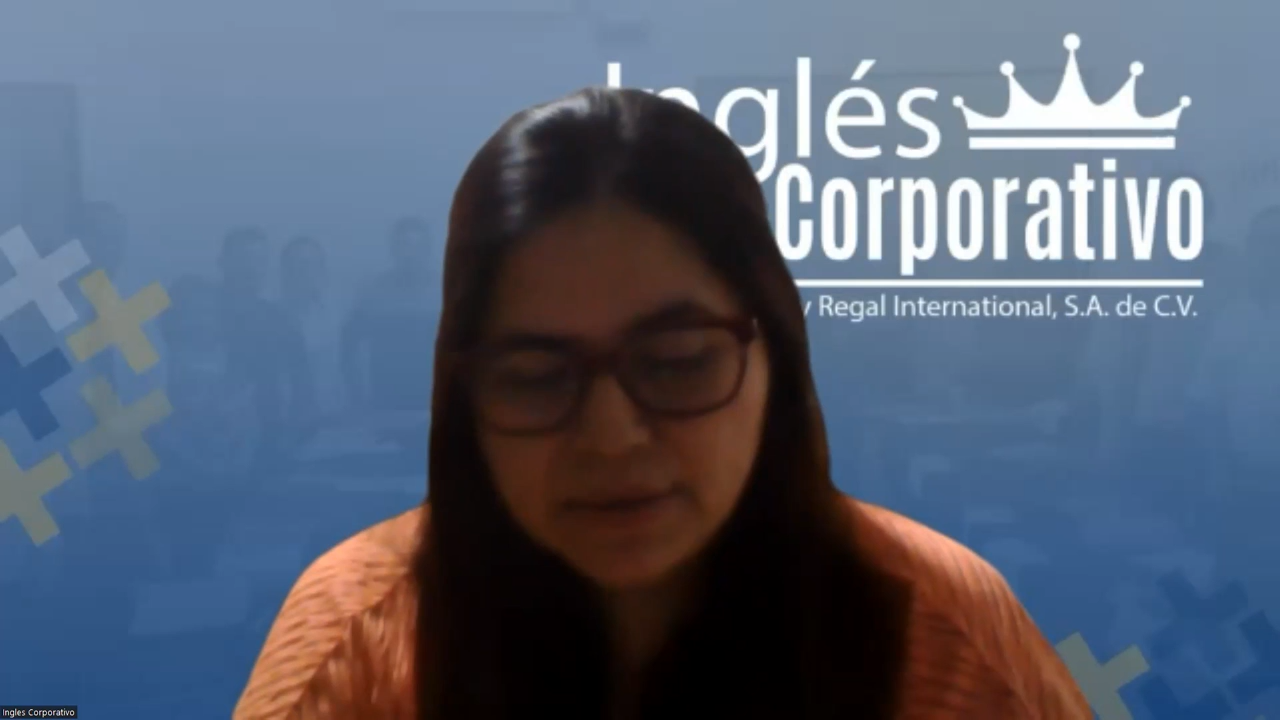 Inglés
Corporativo
y Regal International, S.A. de C.V.
Ingles Corporativo